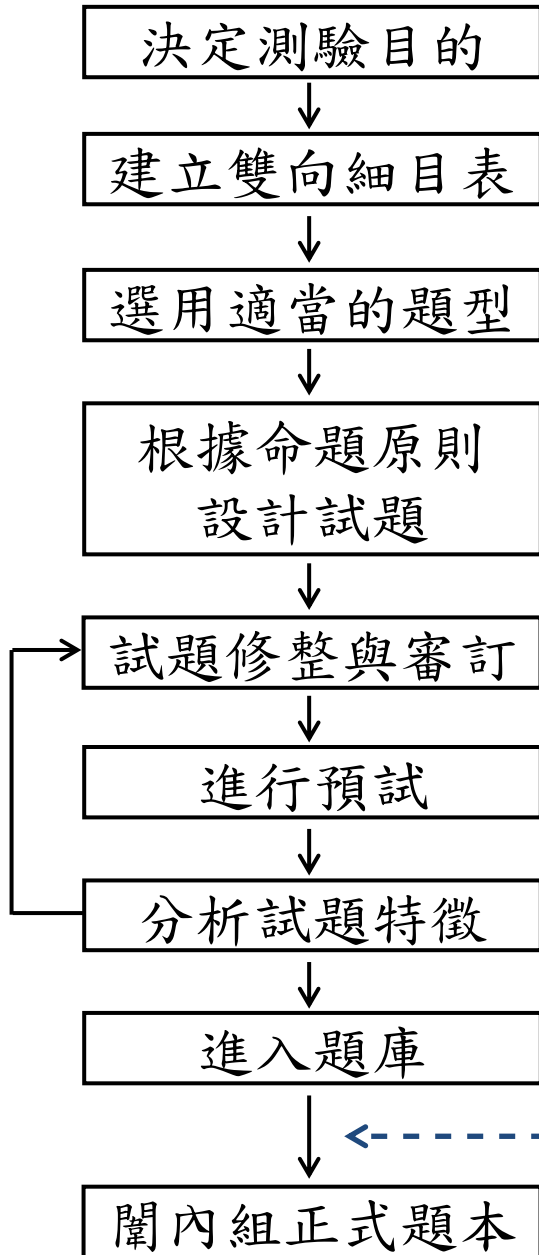 決定測驗目的
建立雙向細目表
選用適當的題型
根據命題原則
設計試題
試題修整與審訂
進行預試
分析試題特徵
進入題庫
闈內組正式題本